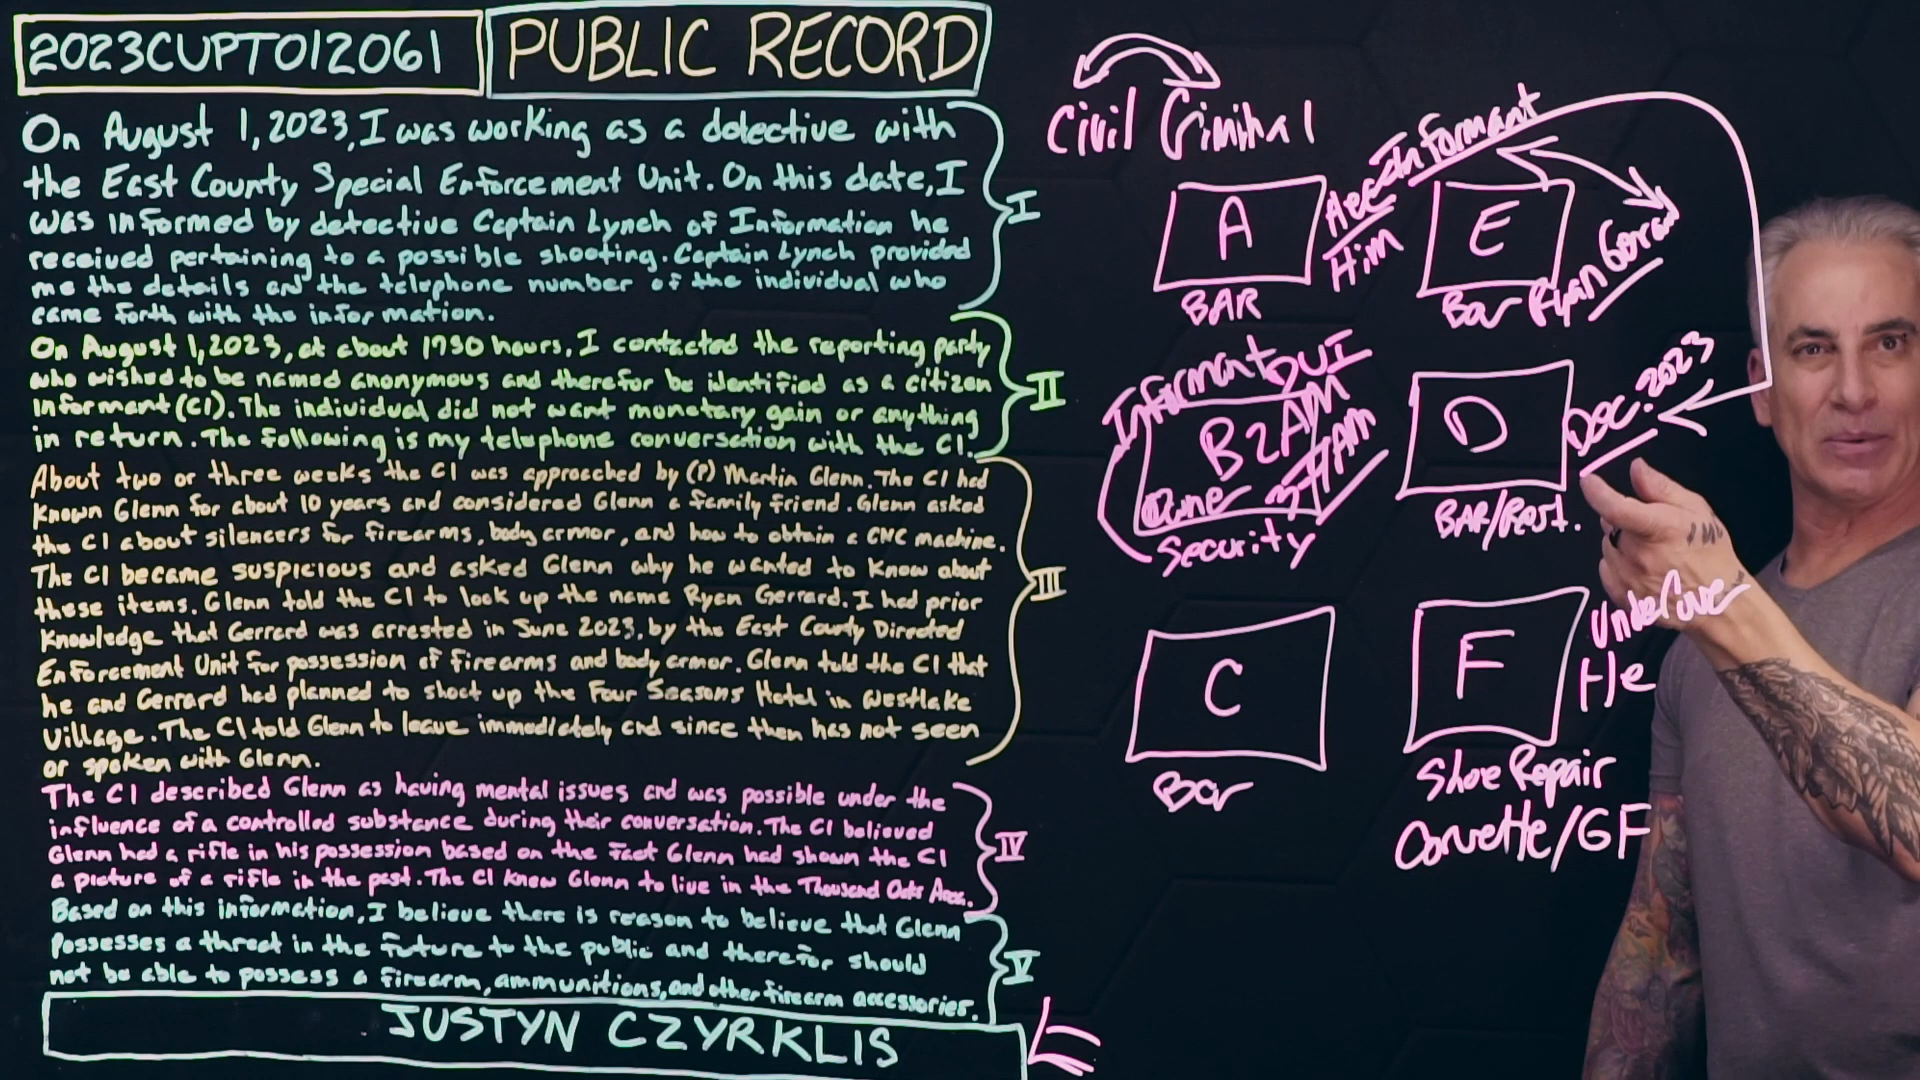 2023CUPT012061
PUBLIC RECORD
On August 1, 2023, I was working as a detective with
the East County Special Enforcement Unit. On this date, I
was informed by detective Captain Lynch of Information he
received pertaining to a possible shooting. Captain Lynch provided
me the details and the telephone number of the individual who
came forth with the information.
I
On August 1, 2023, at about 1730 hours, I contacted the reporting party
who wished to be named anonymous and therefor be identified as a citizen
informant (CI). The individual did not want monetary gain or anything
in return. The following is my telephone conversation with the CI.
II
About two or three weeks the CI was approached by (P) Martin Glenn. The CI had
known Glenn for about 10 years and considered Glenn a family friend. Glenn asked
the CI about silencers for firearms, body armor, and how to obtain a CNC machine.
The CI became suspicious and asked Glenn why he wanted to know about
these items. Glenn told the CI to look up the name Ryan Gerrard. I had prior
knowledge that Gerrard was arrested in June 2023, by the East County Directed
Enforcement Unit for possession of firearms and body armor. Glenn told the CI that
he and Gerrard had planned to shoot up the Four Seasons Hotel in Westlake
Village. The CI told Glenn to leave immediately and since then has not seen
or spoken with Glenn.
III
The CI described Glenn as having mental issues and was possible under the
influence of a controlled substance during their conversation. The CI believed
Glenn had a rifle in his possession based on the fact Glenn had shown the CI
a picture of a rifle in the past. The CI knew Glenn to live in the Thousand Oaks Area.
IV
Based on this information, I believe there is reason to believe that Glenn
possesses a threat in the future to the public and therefor should
not be able to possess a firearm, ammunitions, and other firearm accessories.
V
JUSTYN CZYRKLIS
Civil Criminal
A
BAR
Him
Informant
E
Bar Ryan
Informant DUI
B 2AM
3-7AM
Security
D
Dec. 2023
BAR/Rest.
C
Bar
F
Undercover
He
Shoe Repair
Corvette/GF